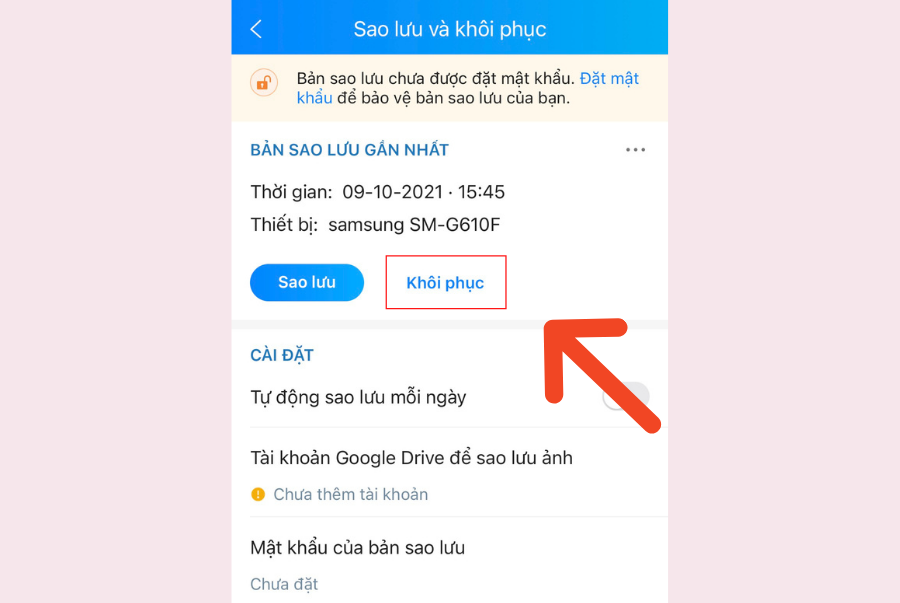 Sao lưu và khôi phục
Bản sao lưu chưa được đặt mật khẩu. Đặt mật
khẩu để bảo vệ bản sao lưu của bạn.
BẢN SAO LƯU GẦN NHẤT
Thời gian: 09-10-2021 · 15:45
Thiết bị: samsung SM-G610F
Sao lưu
Khôi phục
CÀI ĐẶT
Tự động sao lưu mỗi ngày
Tài khoản Google Drive để sao lưu ảnh
Chưa thêm tài khoản
Mật khẩu của bản sao lưu
Chưa đặt